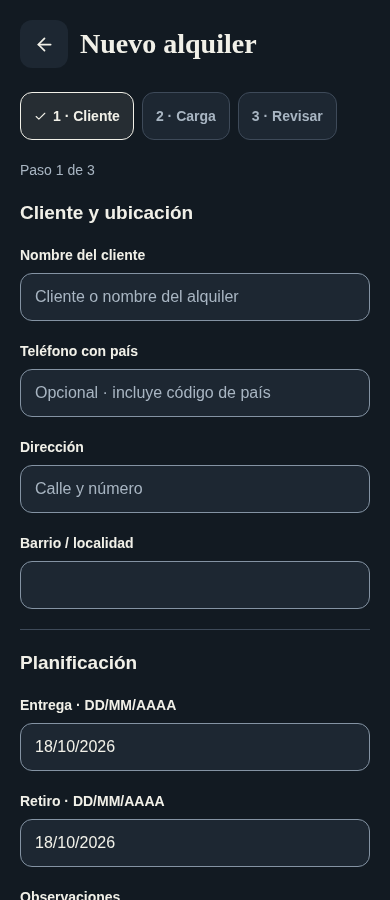 Nuevo alquiler
1 · Cliente
2 · Carga
3 · Revisar
Paso 1 de 3
Cliente y ubicación
Nombre del cliente
Cliente o nombre del alquiler
Teléfono con país
Opcional · incluye código de país
Dirección
Calle y número
Barrio / localidad
Planificación
Entrega · DD/MM/AAAA
18/10/2026
Retiro · DD/MM/AAAA
18/10/2026
Observaciones